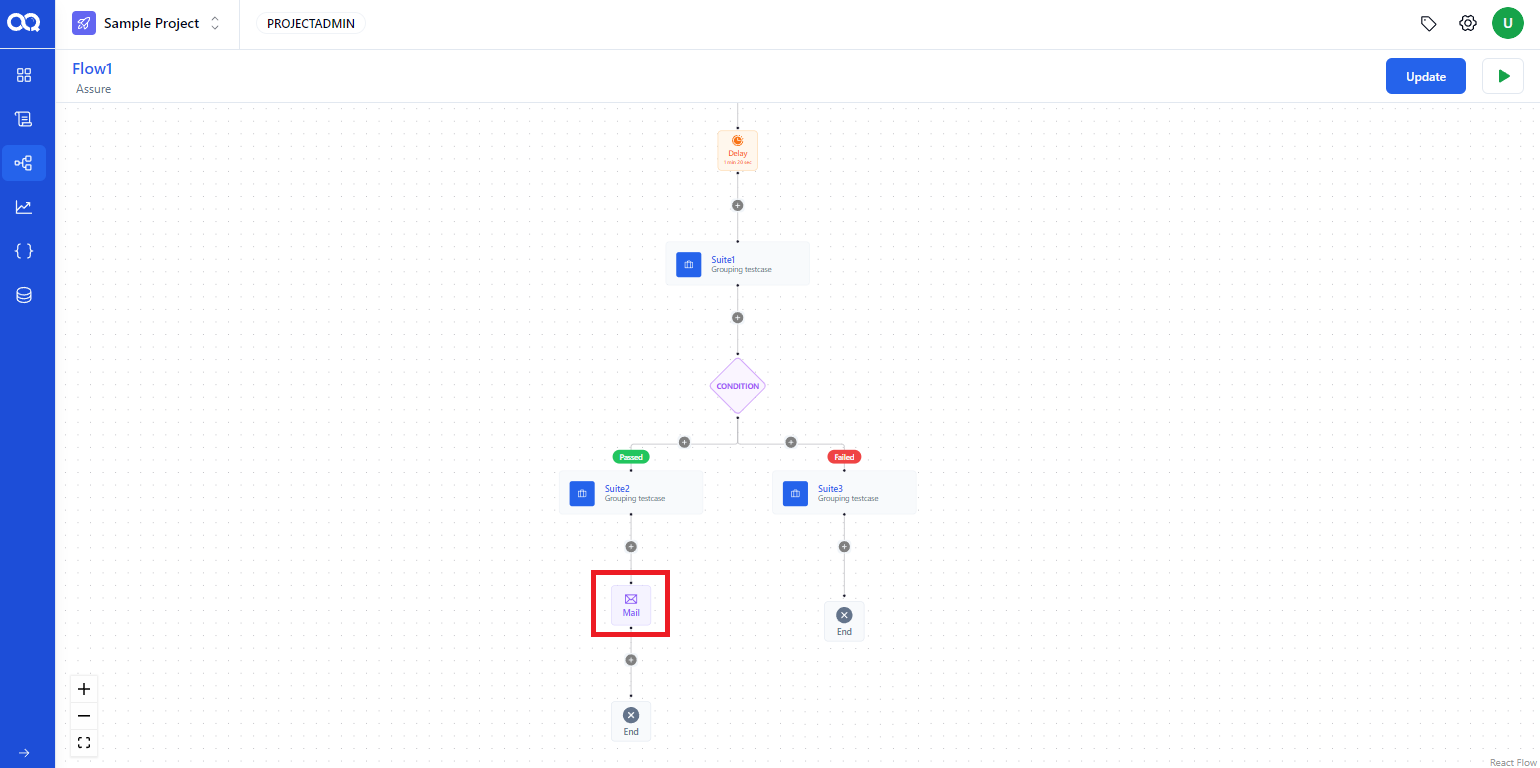 Sample Project
PROJECTADMIN
U
Flow1
Assure
Update
Delay
1 min 20 sec
Suite1
Grouping testcase
CONDITION
Passed
Failed
Suite2
Grouping testcase
Suite3
Grouping testcase
Mail
End
End
React Flow